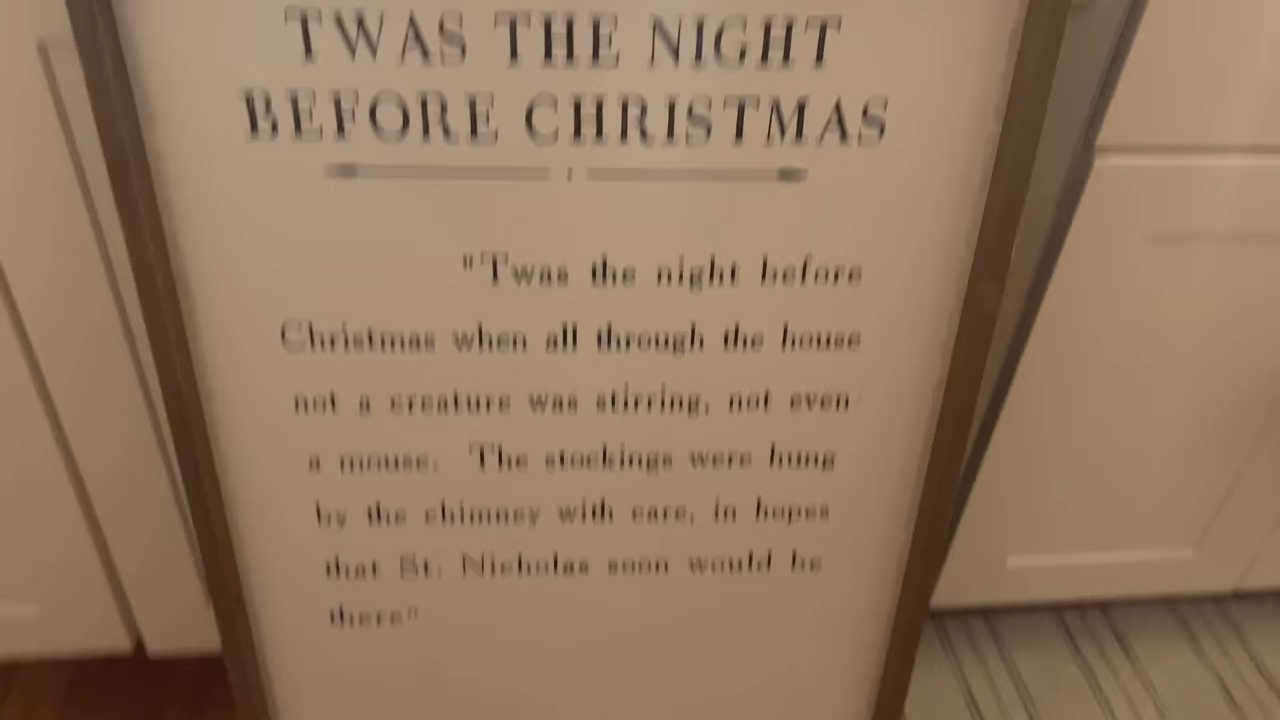 TWAS THE NIGHT
BEFORE CHRISTMAS
"Twas the night before
Christmas when all through the house
not a creature was stirring, not even
a mouse. The stockings were hung
by the chimney with care, in hopes
that St. Nicholas soon would be
there"